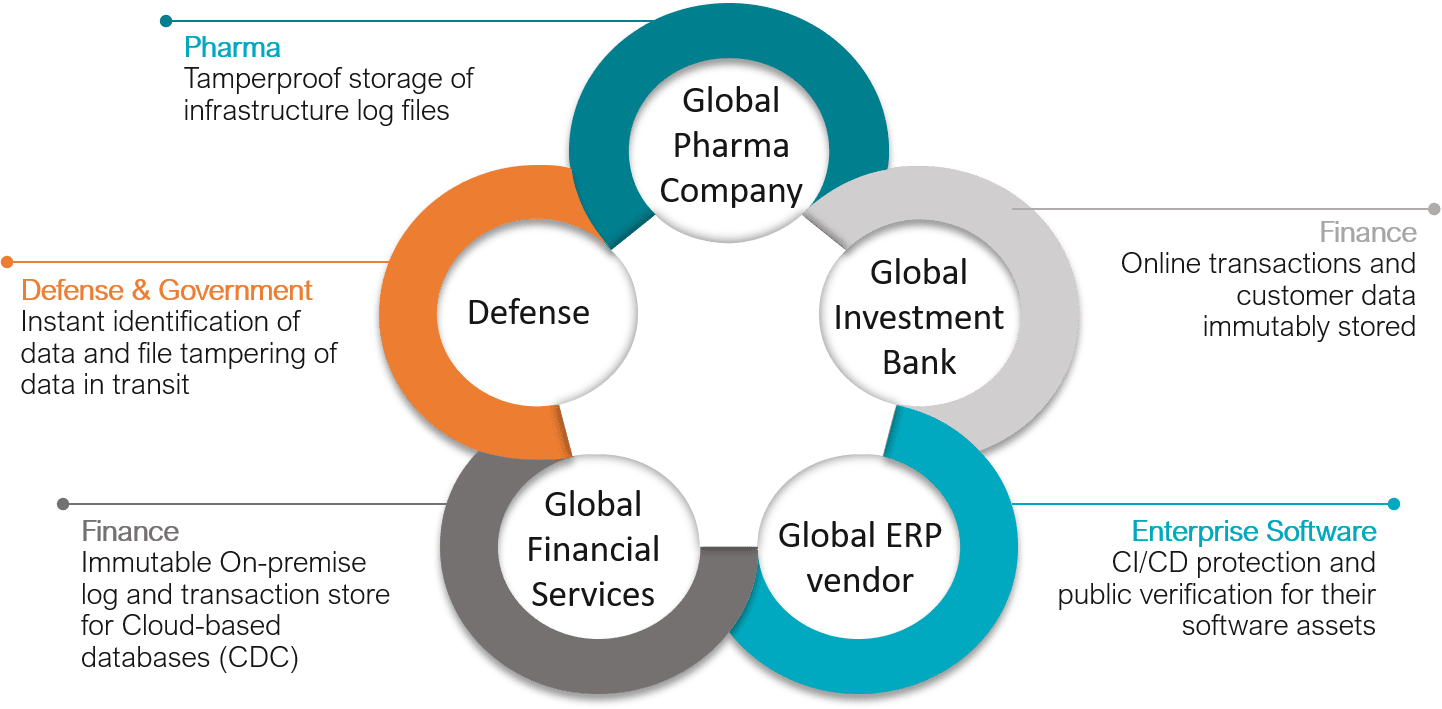 Pharma
Tamperproof storage of
infrastructure log files
Global
Pharma
Company
Finance
Online transactions and
customer data
immutably stored
Global
Investment
Bank
Defense & Government
Instant identification of
data and file tampering of
data in transit
Defense
Finance
Immutable On-premise
log and transaction store
for Cloud-based
databases (CDC)
Global
Financial
Services
Global ERP
vendor
Enterprise Software
CI/CD protection and
public verification for their
software assets